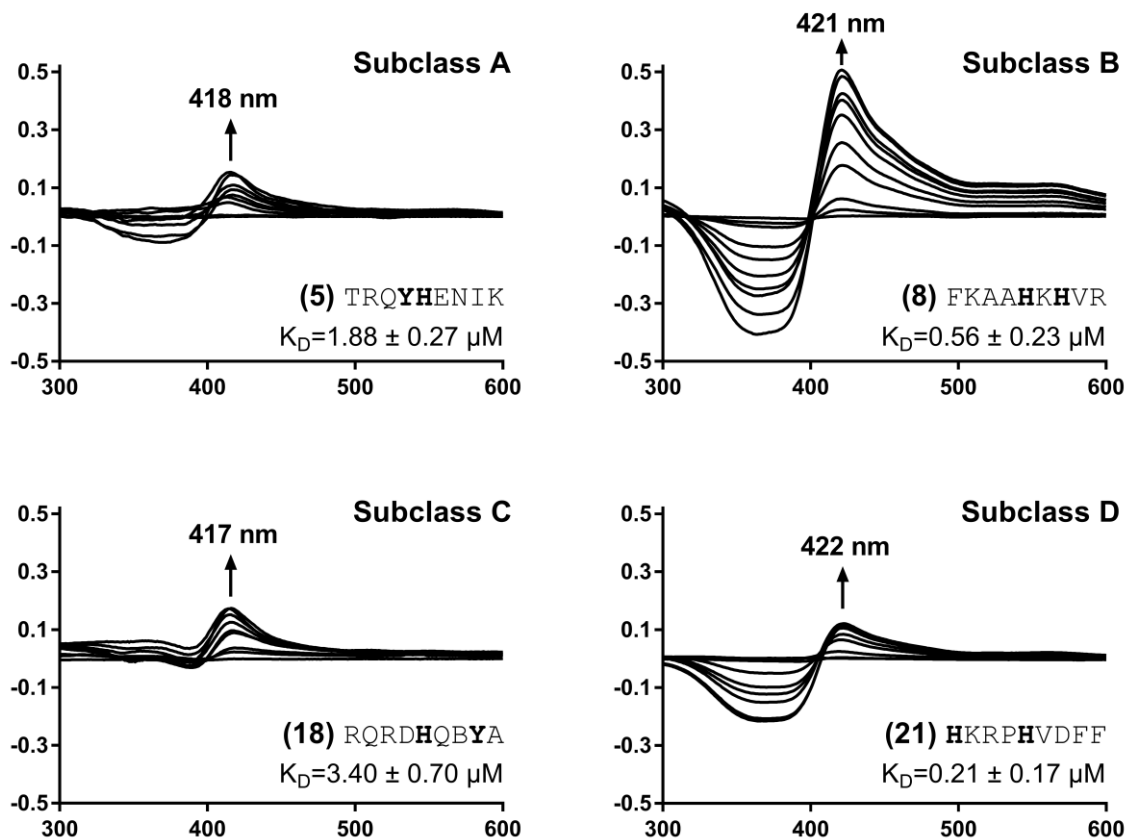 Subclass A
418 nm
0.5
0.3
0.1
-0.1
-0.3
-0.5
300
400
500
600
(5) TRQYHENIK
KD=1.88 ± 0.27 µM
Subclass B
421 nm
0.5
0.3
0.1
-0.1
-0.3
-0.5
300
400
500
600
(8) FKAAHKHVR
KD=0.56 ± 0.23 µM
Subclass C
417 nm
0.5
0.3
0.1
-0.1
-0.3
-0.5
300
400
500
600
(18) RQRDHQBYA
KD=3.40 ± 0.70 µM
Subclass D
422 nm
0.5
0.3
0.1
-0.1
-0.3
-0.5
300
400
500
600
(21) HKRPHVDFF
KD=0.21 ± 0.17 µM